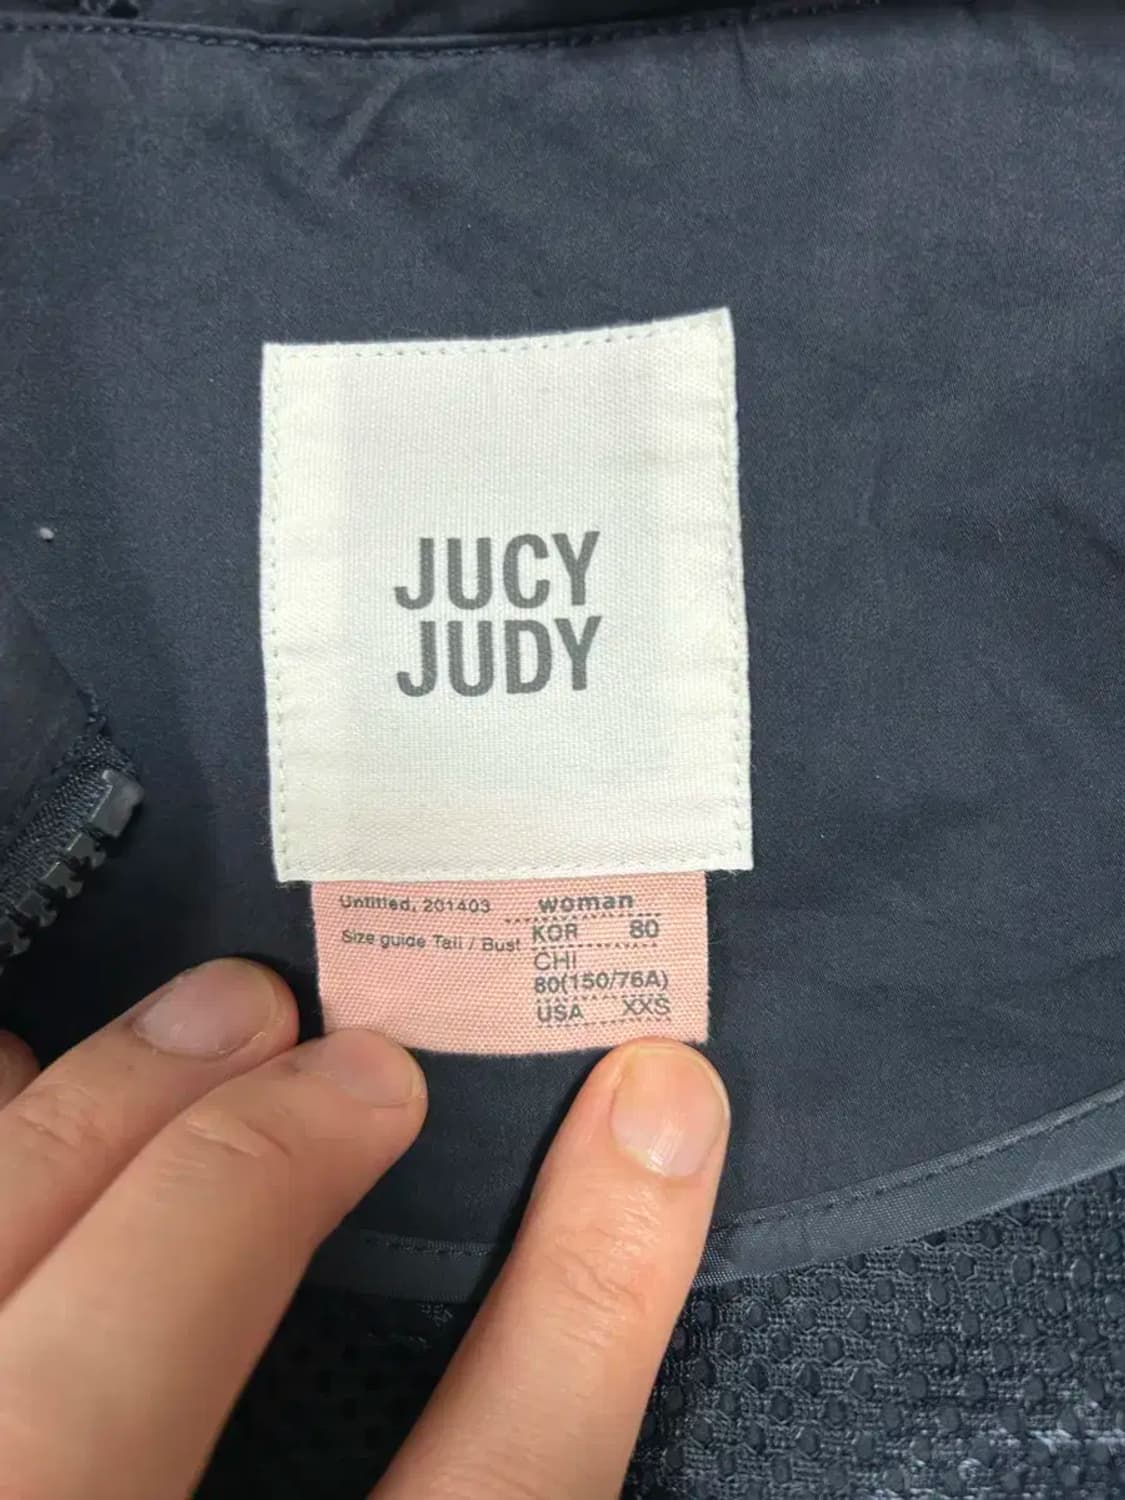 JUCY
JUDY
Untitled, 201403
Size guide Tall / Bust
woman
KOR 80
CHI
80(150/76A)
USA XXS